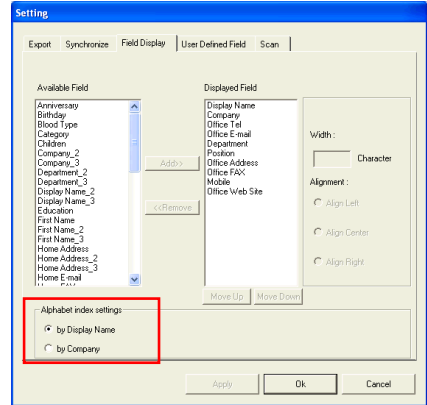 Setting
Export Synchronize Field Display User Defined Field Scan
Available Field
Anniversary
Birthday
Blood Type
Category
Children
Company_2
Company_3
Department_2
Department_3
Display Name_2
Display Name_3
Education
First Name
First Name_2
First Name_3
Home Address
Home Address_2
Home Address_3
Home E-mail
Add>>
<<Remove
Displayed Field
Display Name
Company
Office Tel
Office E-mail
Department
Position
Office Address
Office FAX
Mobile
Office Web Site
Move Up Move Down
Width :
Character
Alignment :
Align Left
Align Center
Align Right
Alphabet index settings
by Display Name
by Company
Apply Ok Cancel